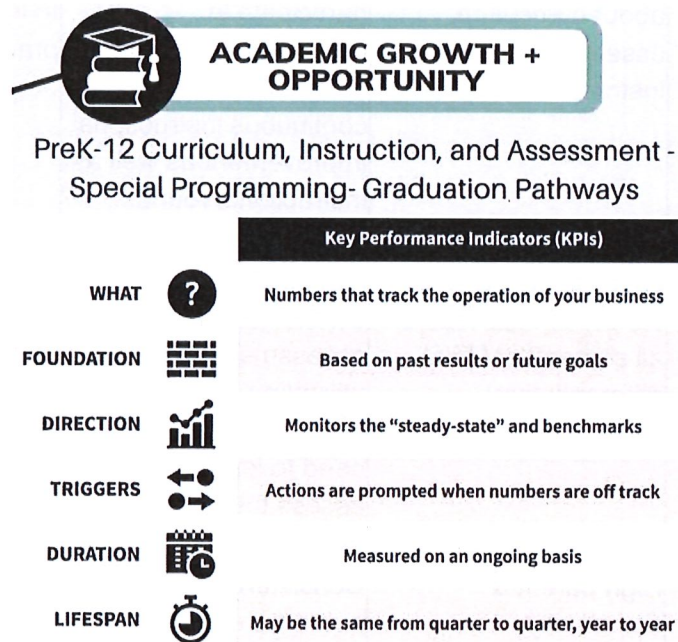 ACADEMIC GROWTH +
OPPORTUNITY
PreK-12 Curriculum, Instruction, and Assessment -
Special Programming- Graduation Pathways
Key Performance Indicators (KPIs)
WHAT ? Numbers that track the operation of your business
FOUNDATION Based on past results or future goals
DIRECTION Monitors the “steady-state” and benchmarks
TRIGGERS Actions are prompted when numbers are off track
DURATION Measured on an ongoing basis
LIFESPAN May be the same from quarter to quarter, year to year